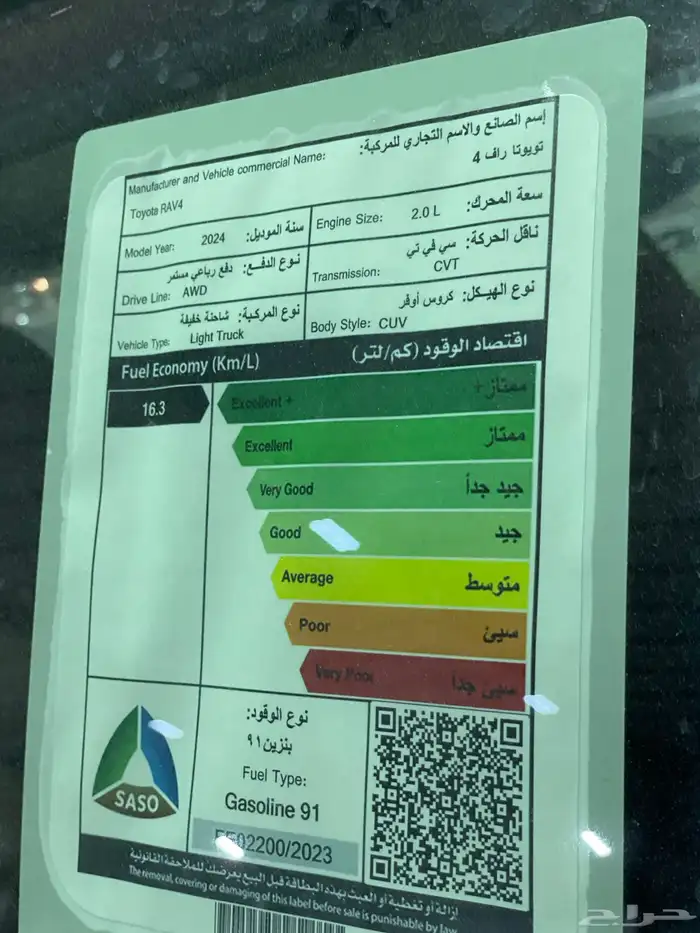 إسم الصانع والاسم التجاري للمركبة:
Manufacturer and Vehicle commercial Name:
تويوتا راف 4
Toyota RAV4
سنة الموديل:
Model Year: 2024
سعة المحرك:
Engine Size: 2.0 L
نوع الدفع: دفع رباعي مستمر
Drive Line: AWD
ناقل الحركة: سي في تي
Transmission: CVT
نوع المركبة: شاحنة خفيفة
Vehicle Type: Light Truck
نوع الهيكل: كروس أوفر
Body Style: CUV
Fuel Economy (Km/L) اقتصاد الوقود (كم/لتر)
16.3
Excellent + ممتاز+
Excellent ممتاز
Very Good جيد جداً
Good جيد
Average متوسط
Poor سيئ
Very Poor سيئ جداً
SASO
نوع الوقود:
بنزين٩١
Fuel Type:
Gasoline 91
FE02200/2023
إزالة أو تغطية أو العبث بهذه البطاقة قبل البيع يعرضك للملاحقة القانونية
The removal, covering or damaging of this label before sale is punishable by law
حراج